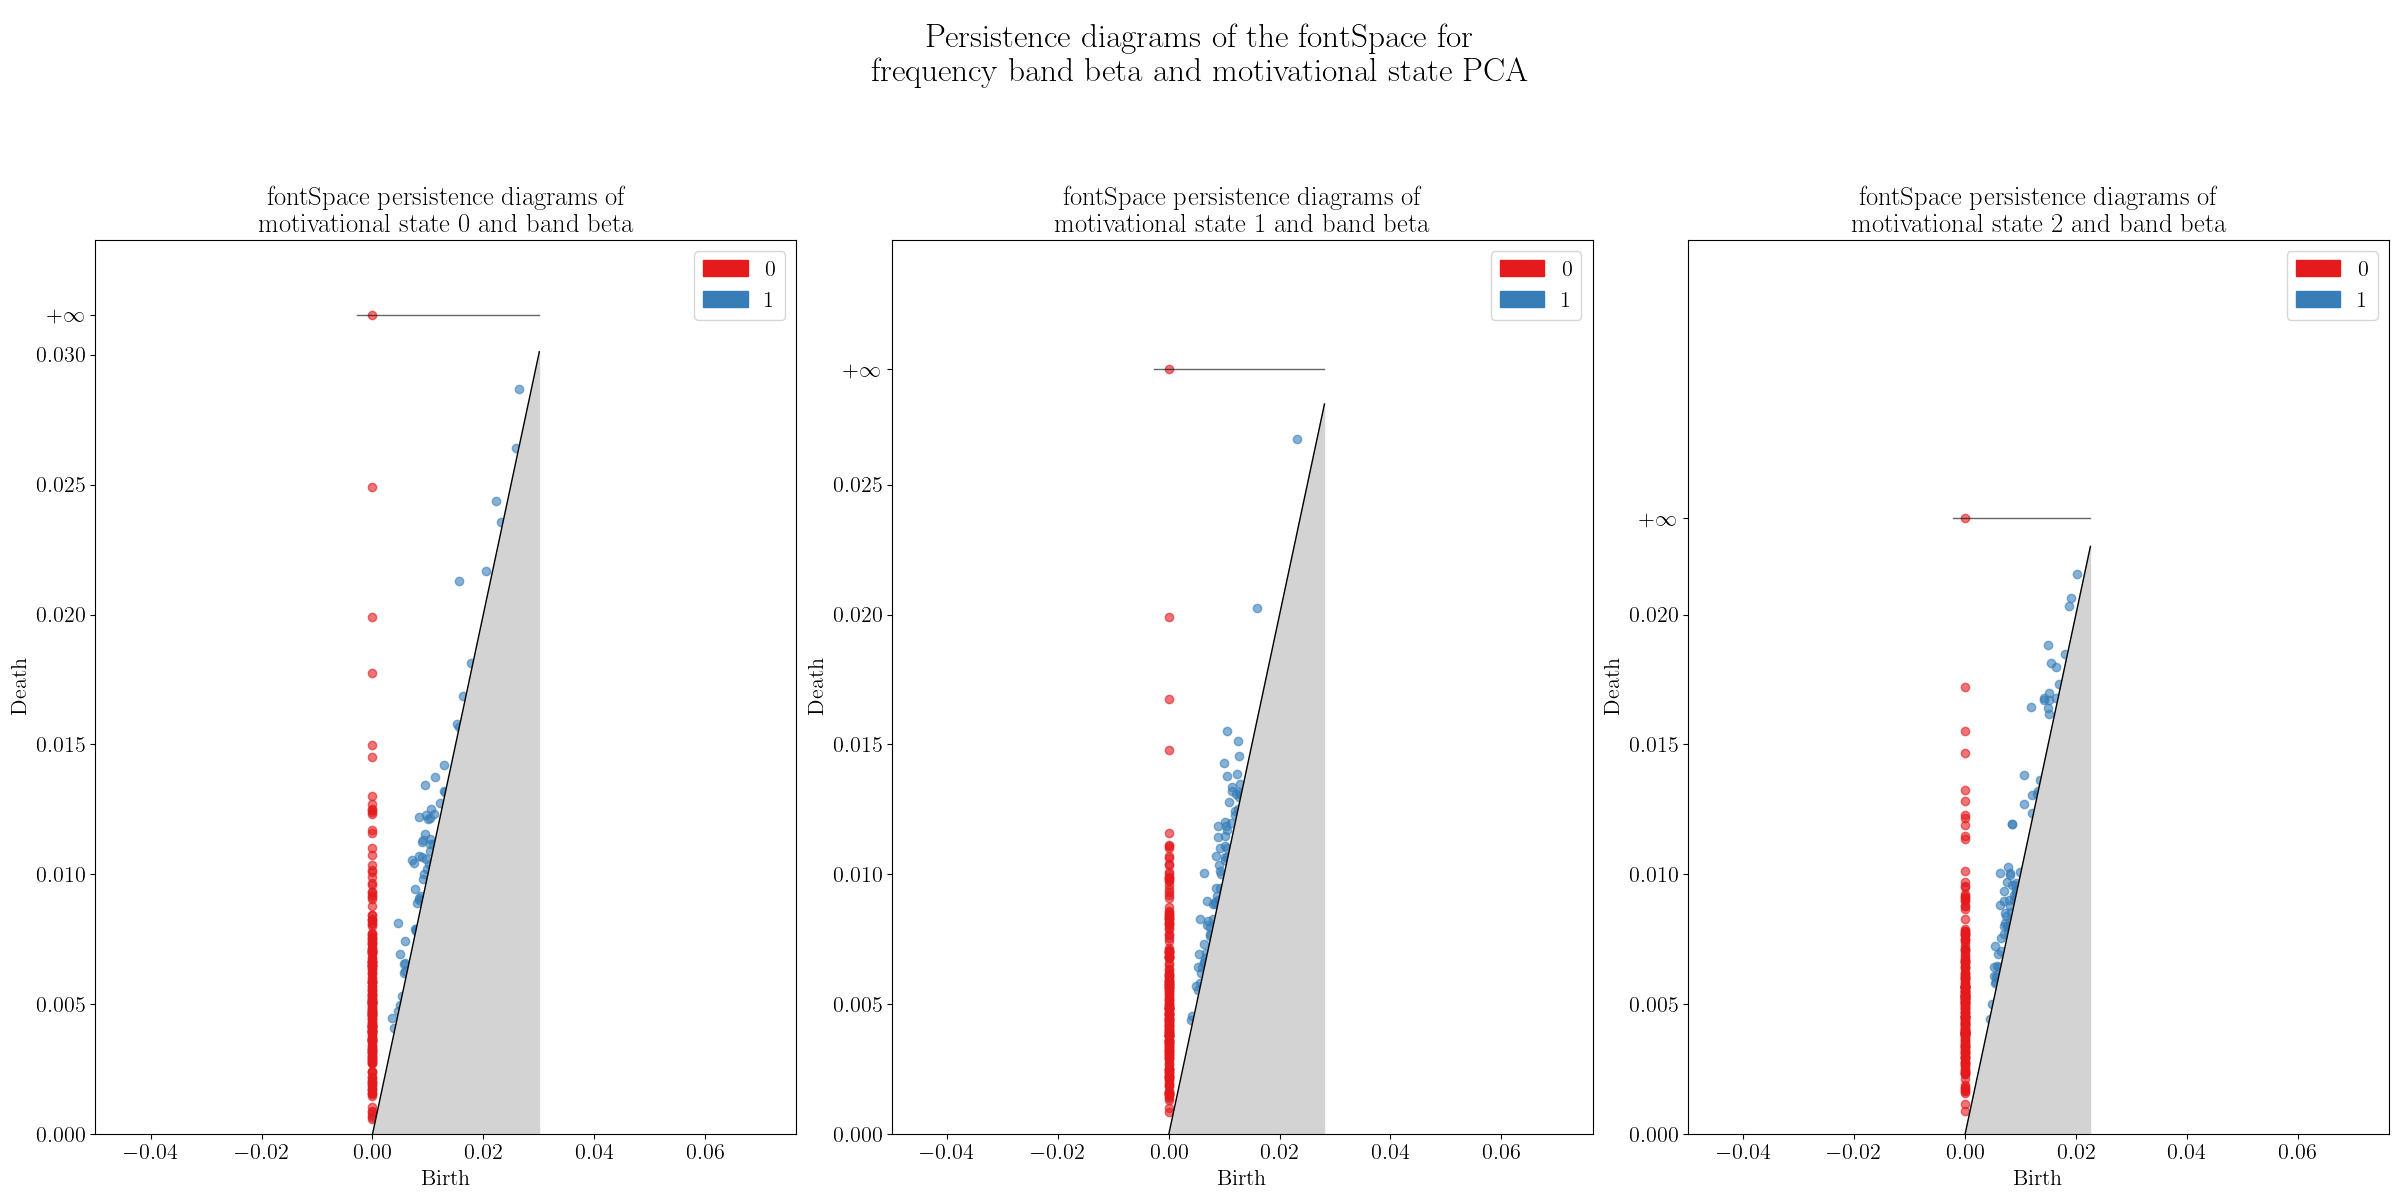 Persistence diagrams of the fontSpace for
frequency band beta and motivational state PCA
fontSpace persistence diagrams of
motivational state 0 and band beta
0
1
+∞
0.030
0.025
0.020
0.015
0.010
0.005
0.000
Death
−0.04 −0.02 0.00 0.02 0.04 0.06
Birth
fontSpace persistence diagrams of
motivational state 1 and band beta
0
1
+∞
0.025
0.020
0.015
0.010
0.005
0.000
Death
−0.04 −0.02 0.00 0.02 0.04 0.06
Birth
fontSpace persistence diagrams of
motivational state 2 and band beta
0
1
+∞
0.020
0.015
0.010
0.005
0.000
Death
−0.04 −0.02 0.00 0.02 0.04 0.06
Birth